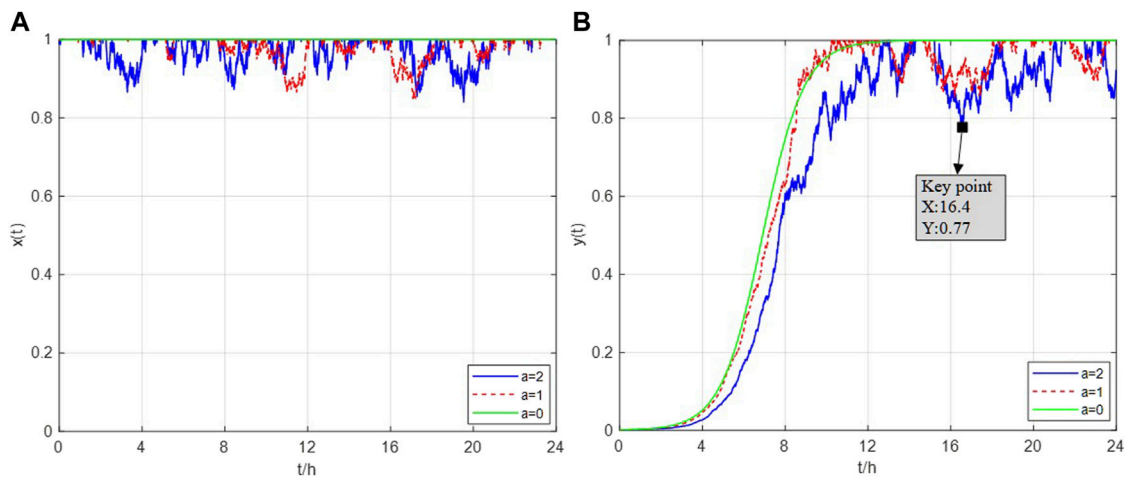 A
1
0.8
0.6
0.4
0.2
0
x(t)
0 4 8 12 16 20 24
t/h
a=2
a=1
a=0
B
1
0.8
0.6
0.4
0.2
0
y(t)
0 4 8 12 16 20 24
t/h
Key point
X:16.4
Y:0.77
a=2
a=1
a=0